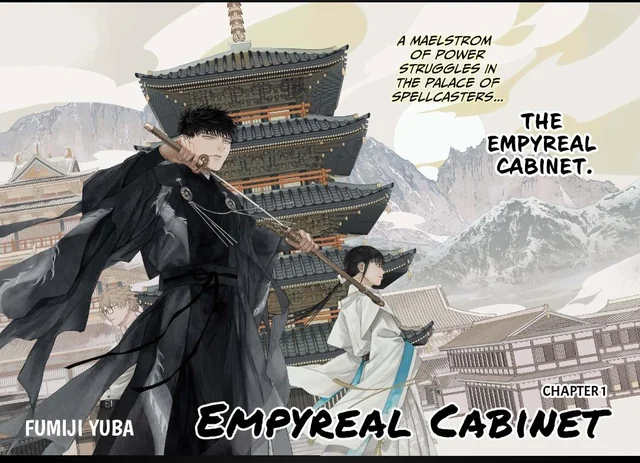 A MAELSTROM
OF POWER
STRUGGLES IN
THE PALACE OF
SPELLCASTERS...
THE
EMPYREAL
CABINET.
CHAPTER 1
EMPYREAL CABINET
FUMIJI YUBA